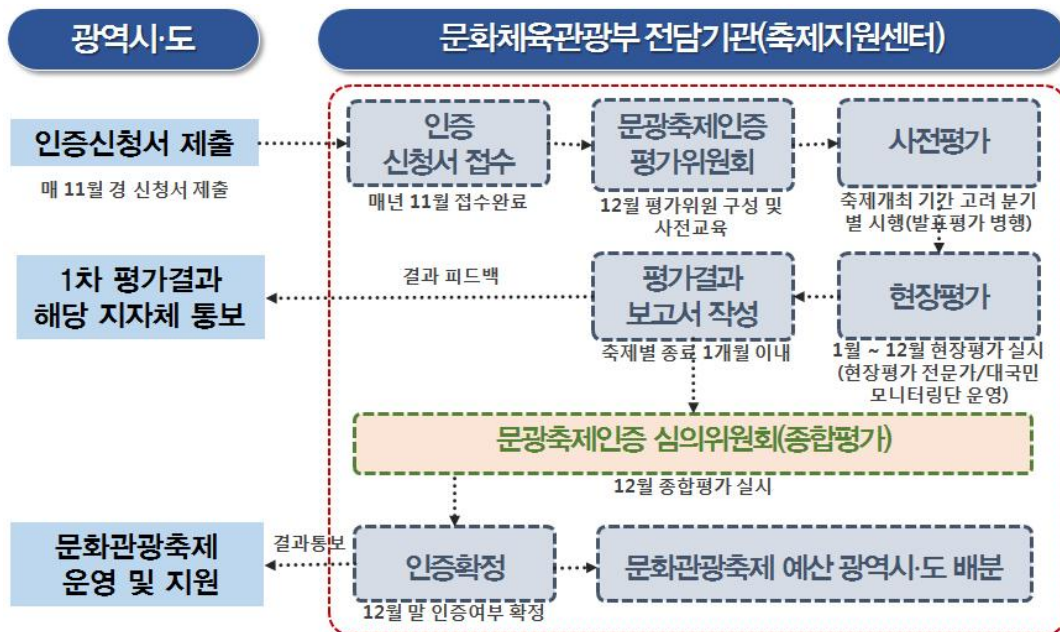 광역시·도
문화체육관광부 전담기관(축제지원센터)
인증신청서 제출
매 11월 경 신청서 제출
인증
신청서 접수
매년 11월 접수완료
문광축제인증
평가위원회
12월 평가위원 구성 및
사전교육
사전평가
축제개최 기간 고려 분기
별 시행(발표평가 병행)
1차 평가결과
해당 지자체 통보
결과 피드백
평가결과
보고서 작성
축제별 종료 1개월 이내
현장평가
1월 ~ 12월 현장평가 실시
(현장평가 전문가/대국민
모니터링단 운영)
문광축제인증 심의위원회(종합평가)
12월 종합평가 실시
문화관광축제
운영 및 지원
결과통보
인증확정
12월 말 인증여부 확정
문화관광축제 예산 광역시·도 배분